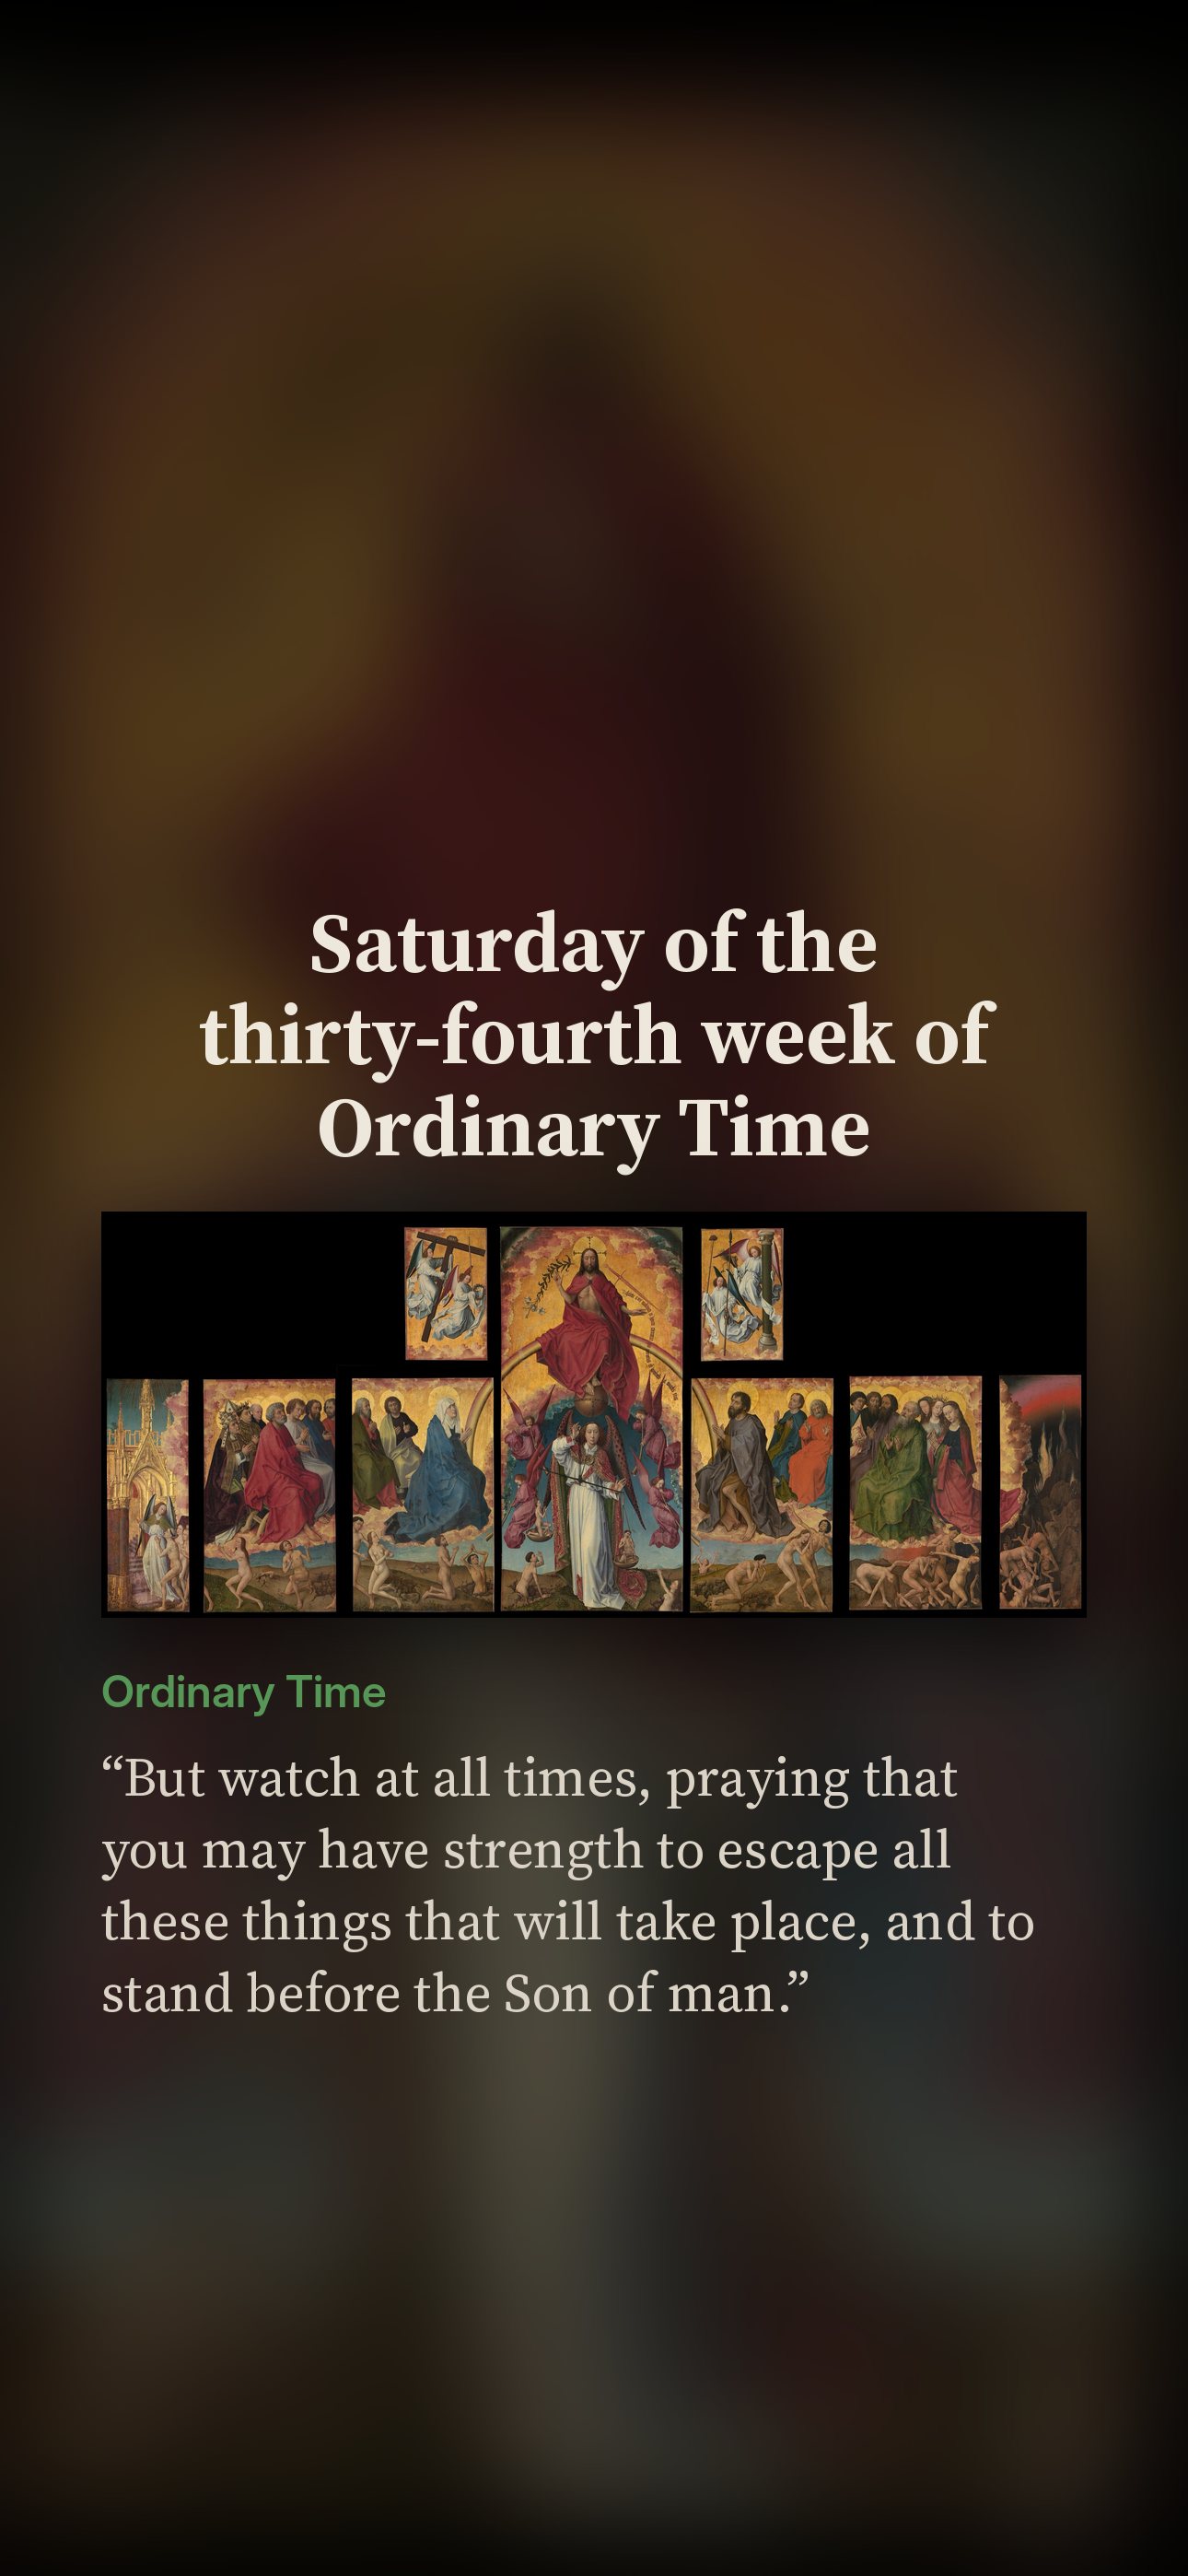 Saturday of the
thirty-fourth week of
Ordinary Time
Ordinary Time
“But watch at all times, praying that
you may have strength to escape all
these things that will take place, and to
stand before the Son of man.”